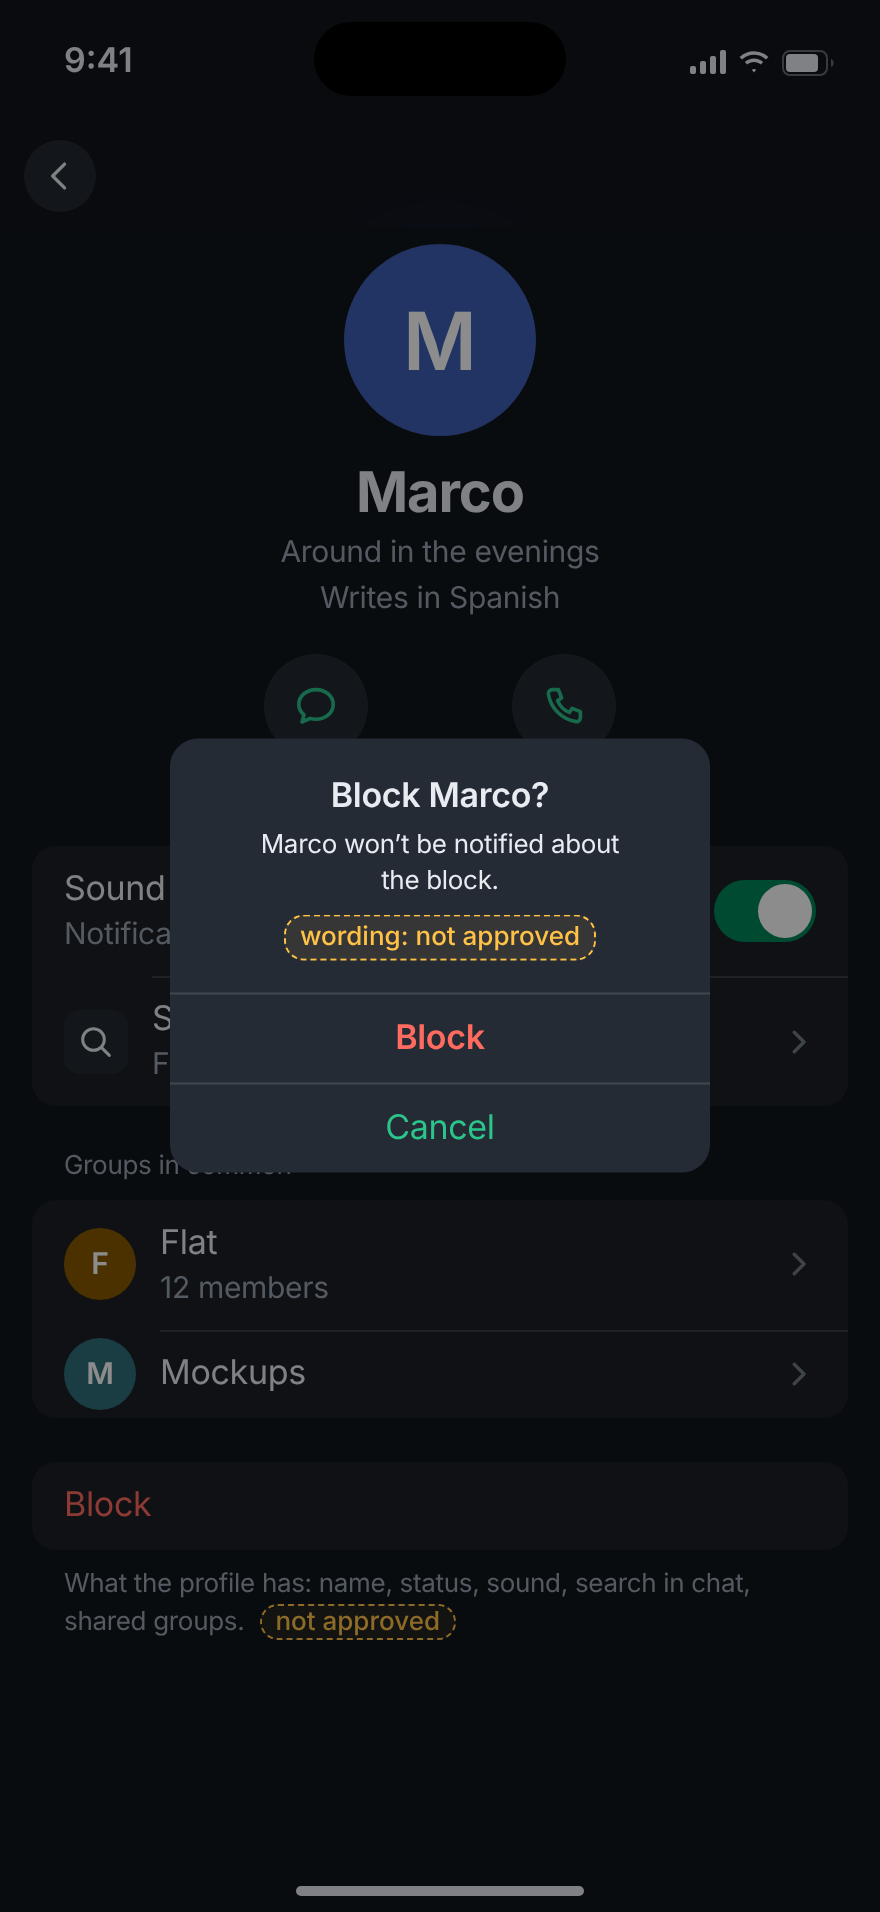 9:41
M
Marco
Around in the evenings
Writes in Spanish
Block Marco?
Marco won’t be notified about
the block.
wording: not approved
Block
Cancel
Sound
Groups in common
F
Flat
12 members
M
Mockups
Block
What the profile has: name, status, sound, search in chat,
shared groups. not approved